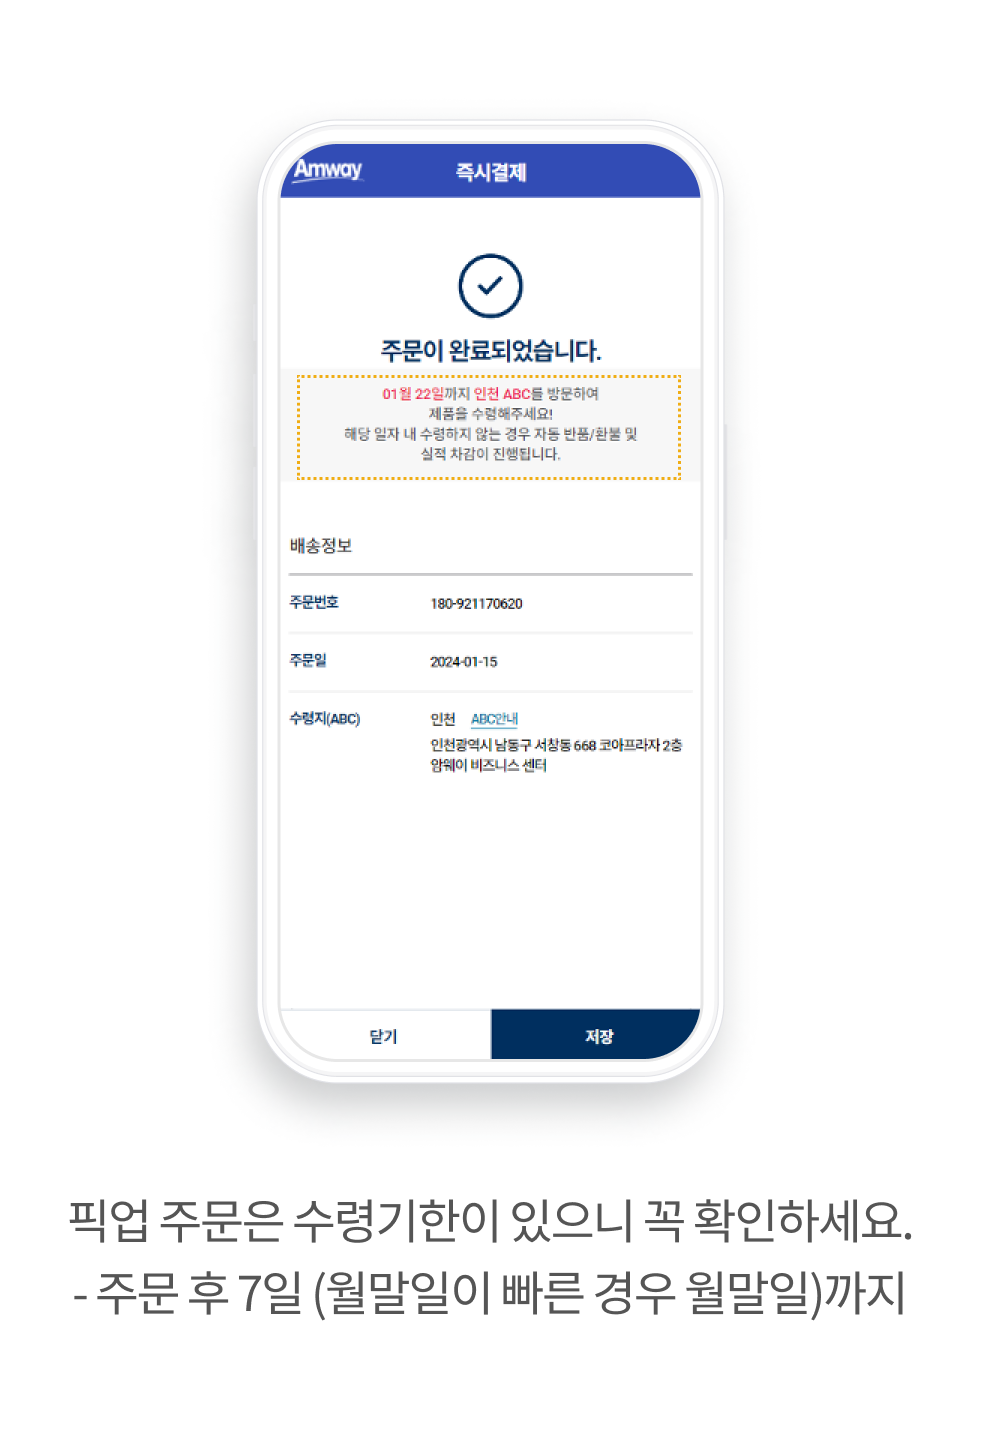 Amway 즉시결제
주문이 완료되었습니다.
01월 22일까지 인천 ABC를 방문하여
제품을 수령해주세요!
해당 일자 내 수령하지 않는 경우 자동 반품/환불 및
실적 차감이 진행됩니다.
배송정보
주문번호 180-921170620
주문일 2024-01-15
수령지(ABC) 인천 ABC안내
인천광역시 남동구 서창동 668 코아프라자 2층
암웨이 비즈니스 센터
닫기 저장
픽업 주문은 수령기한이 있으니 꼭 확인하세요.
- 주문 후 7일 (월말일이 빠른 경우 월말일)까지